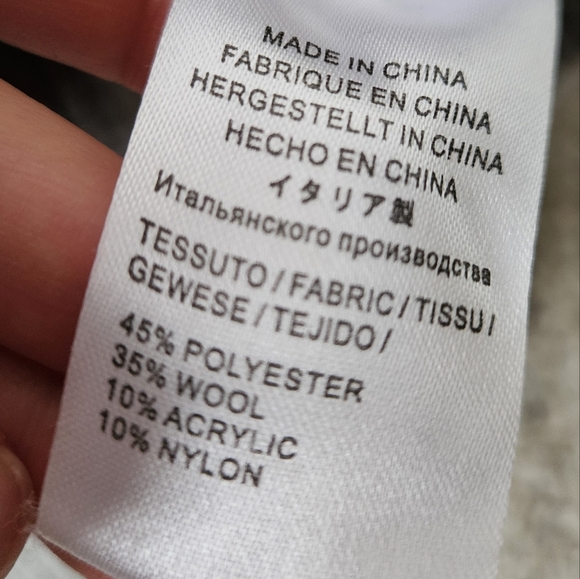 MADE IN CHINA
FABRIQUE EN CHINA
HERGESTELLT IN CHINA
HECHO EN CHINA
イタリア製
Итальянского производства
TESSUTO / FABRIC / TISSU /
GEWESE / TEJIDO /
45% POLYESTER
35% WOOL
10% ACRYLIC
10% NYLON